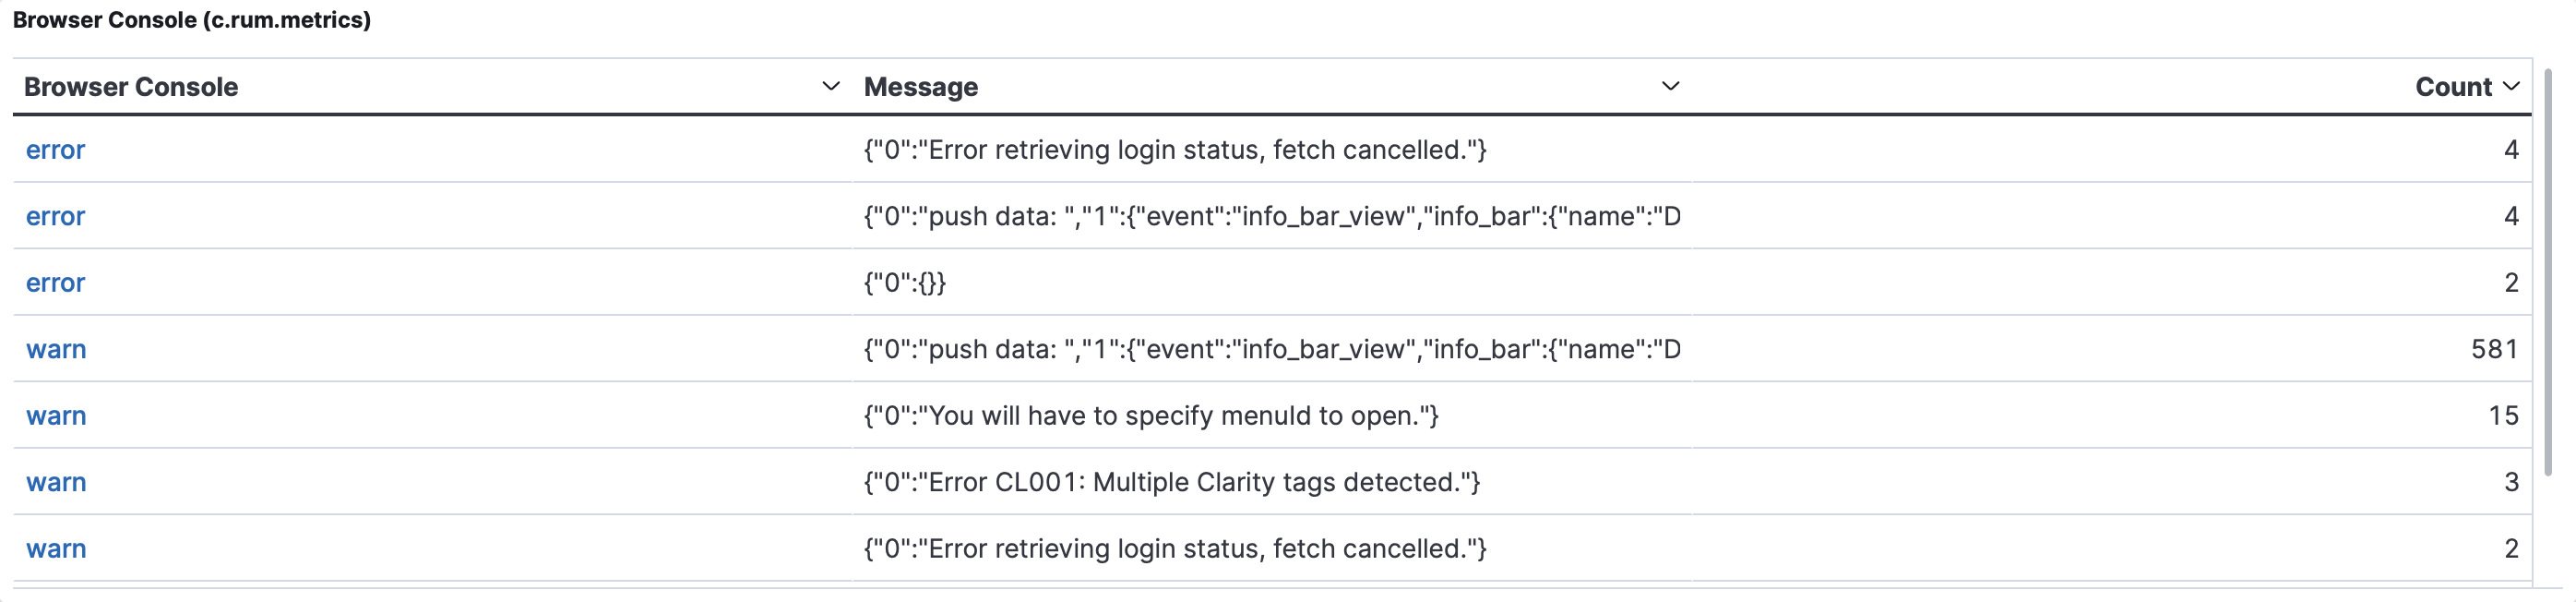 Browser Console (c.rum.metrics)
Browser Console Message Count
error {"0":"Error retrieving login status, fetch cancelled."} 4
error {"0":"push data: ","1":{"event":"info_bar_view","info_bar":{"name":"D 4
error {"0":{}} 2
warn {"0":"push data: ","1":{"event":"info_bar_view","info_bar":{"name":"D 581
warn {"0":"You will have to specify menuId to open."} 15
warn {"0":"Error CL001: Multiple Clarity tags detected."} 3
warn {"0":"Error retrieving login status, fetch cancelled."} 2